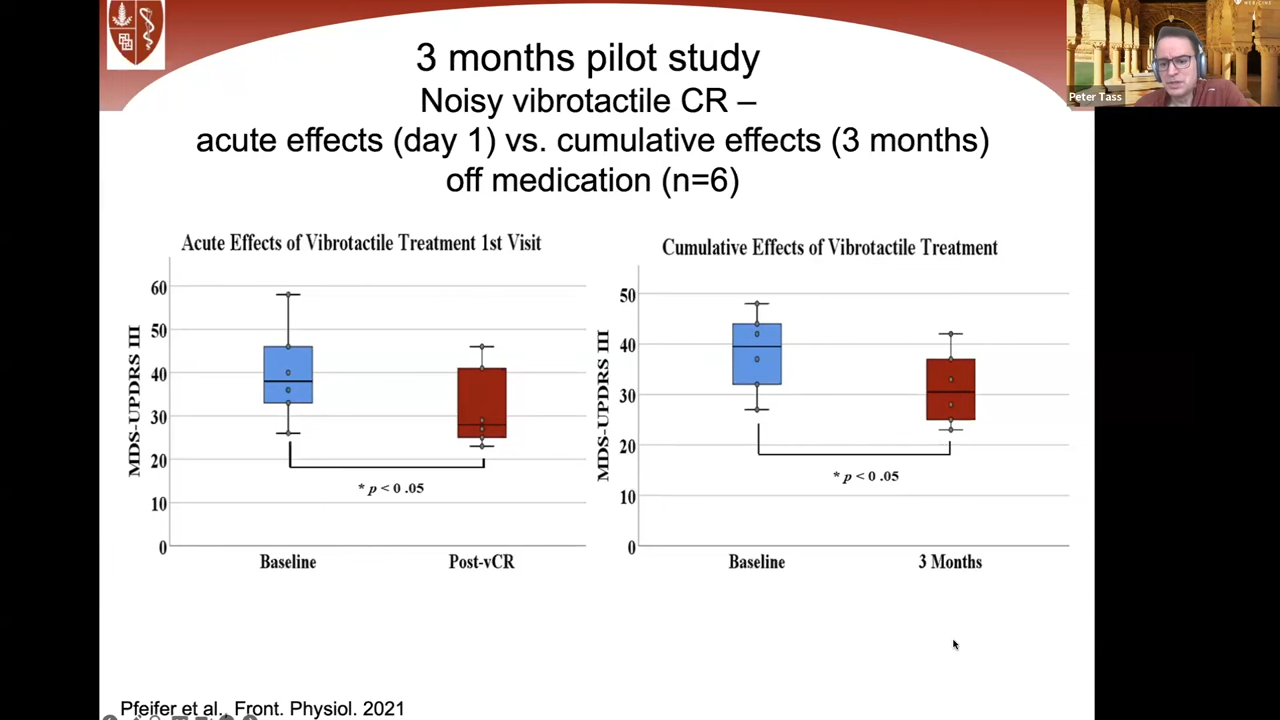 MEDICINE
Peter Tass
3 months pilot study
Noisy vibrotactile CR –
acute effects (day 1) vs. cumulative effects (3 months)
off medication (n=6)
Acute Effects of Vibrotactile Treatment 1st Visit
MDS-UPDRS III
60
50
40
30
20
10
0
* p < 0 .05
Baseline
Post-vCR
Cumulative Effects of Vibrotactile Treatment
MDS-UPDRS III
50
40
30
20
10
0
* p < 0 .05
Baseline
3 Months
Pfeifer et al., Front. Physiol. 2021